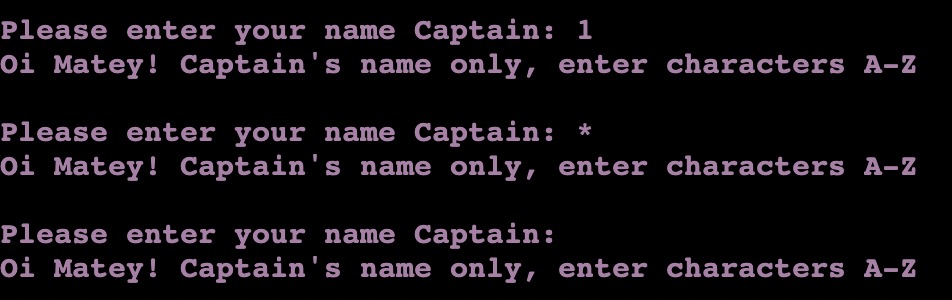 Please enter your name Captain: 1
Oi Matey! Captain's name only, enter characters A-Z
Please enter your name Captain: *
Oi Matey! Captain's name only, enter characters A-Z
Please enter your name Captain:
Oi Matey! Captain's name only, enter characters A-Z